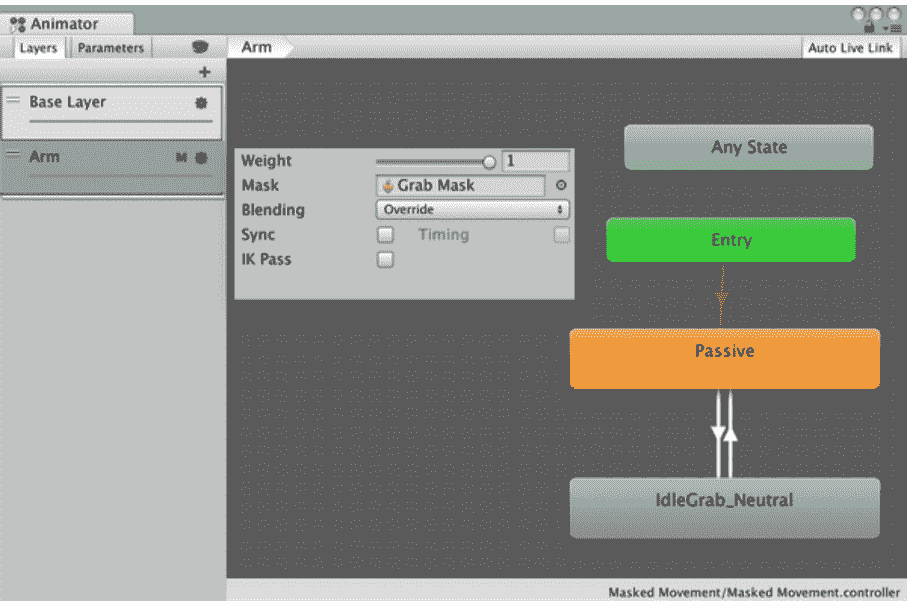 Animator
Layers Parameters
Arm
Auto Live Link
+
Base Layer
Arm M
Weight 1
Mask Grab Mask
Blending Override
Sync Timing
IK Pass
Any State
Entry
Passive
IdleGrab_Neutral
Masked Movement/Masked Movement.controller